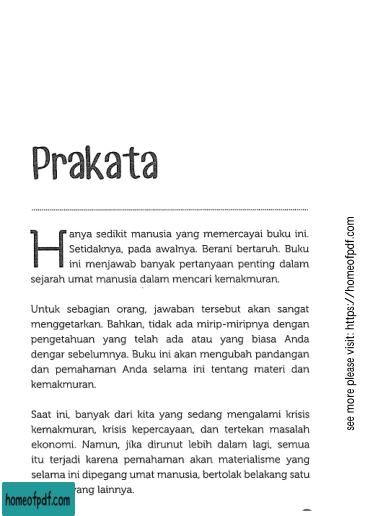 Prakata
Hanya sedikit manusia yang memercayai buku ini.
Setidaknya, pada awalnya. Berani bertaruh. Buku
ini menjawab banyak pertanyaan penting dalam
sejarah umat manusia dalam mencari kemakmuran.
Untuk sebagian orang, jawaban tersebut akan sangat
menggetarkan. Bahkan, tidak ada mirip-miripnya dengan
pengetahuan yang telah ada atau yang biasa Anda
dengar sebelumnya. Buku ini akan mengubah pandangan
dan pemahaman Anda selama ini tentang materi dan
kemakmuran.
Saat ini, banyak dari kita yang sedang mengalami krisis
kemakmuran, krisis kepercayaan, dan tertekan masalah
ekonomi. Namun, jika dirunut lebih dalam lagi, semua
itu terjadi karena pemahaman akan materialisme yang
selama ini dipegang umat manusia, bertolak belakang satu
yang lainnya.
homeofpdf.com
see more please visit: https://homeofpdf.com